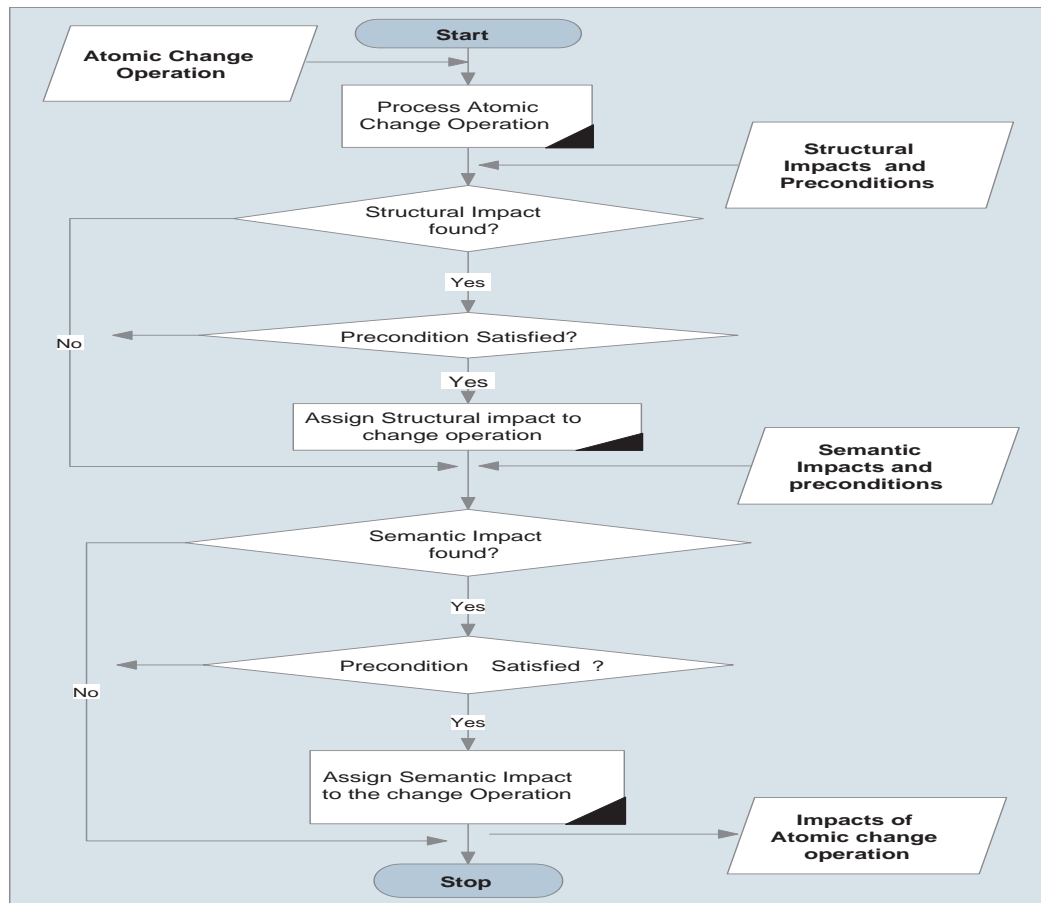 Start
Atomic Change
Operation
Process Atomic
Change Operation
Structural
Impacts and
Preconditions
Structural Impact
found?
Yes
Precondition Satisfied?
No
Yes
Assign Structural impact to
change operation
Semantic
Impacts and
preconditions
Semantic Impact
found?
Yes
Precondition Satisfied ?
No
Yes
Assign Semantic Impact
to the change Operation
Impacts of
Atomic change
operation
Stop